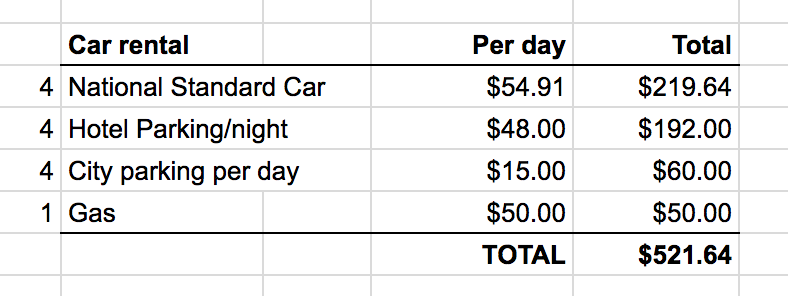 Car rental Per day Total
4 National Standard Car $54.91 $219.64
4 Hotel Parking/night $48.00 $192.00
4 City parking per day $15.00 $60.00
1 Gas $50.00 $50.00
TOTAL $521.64